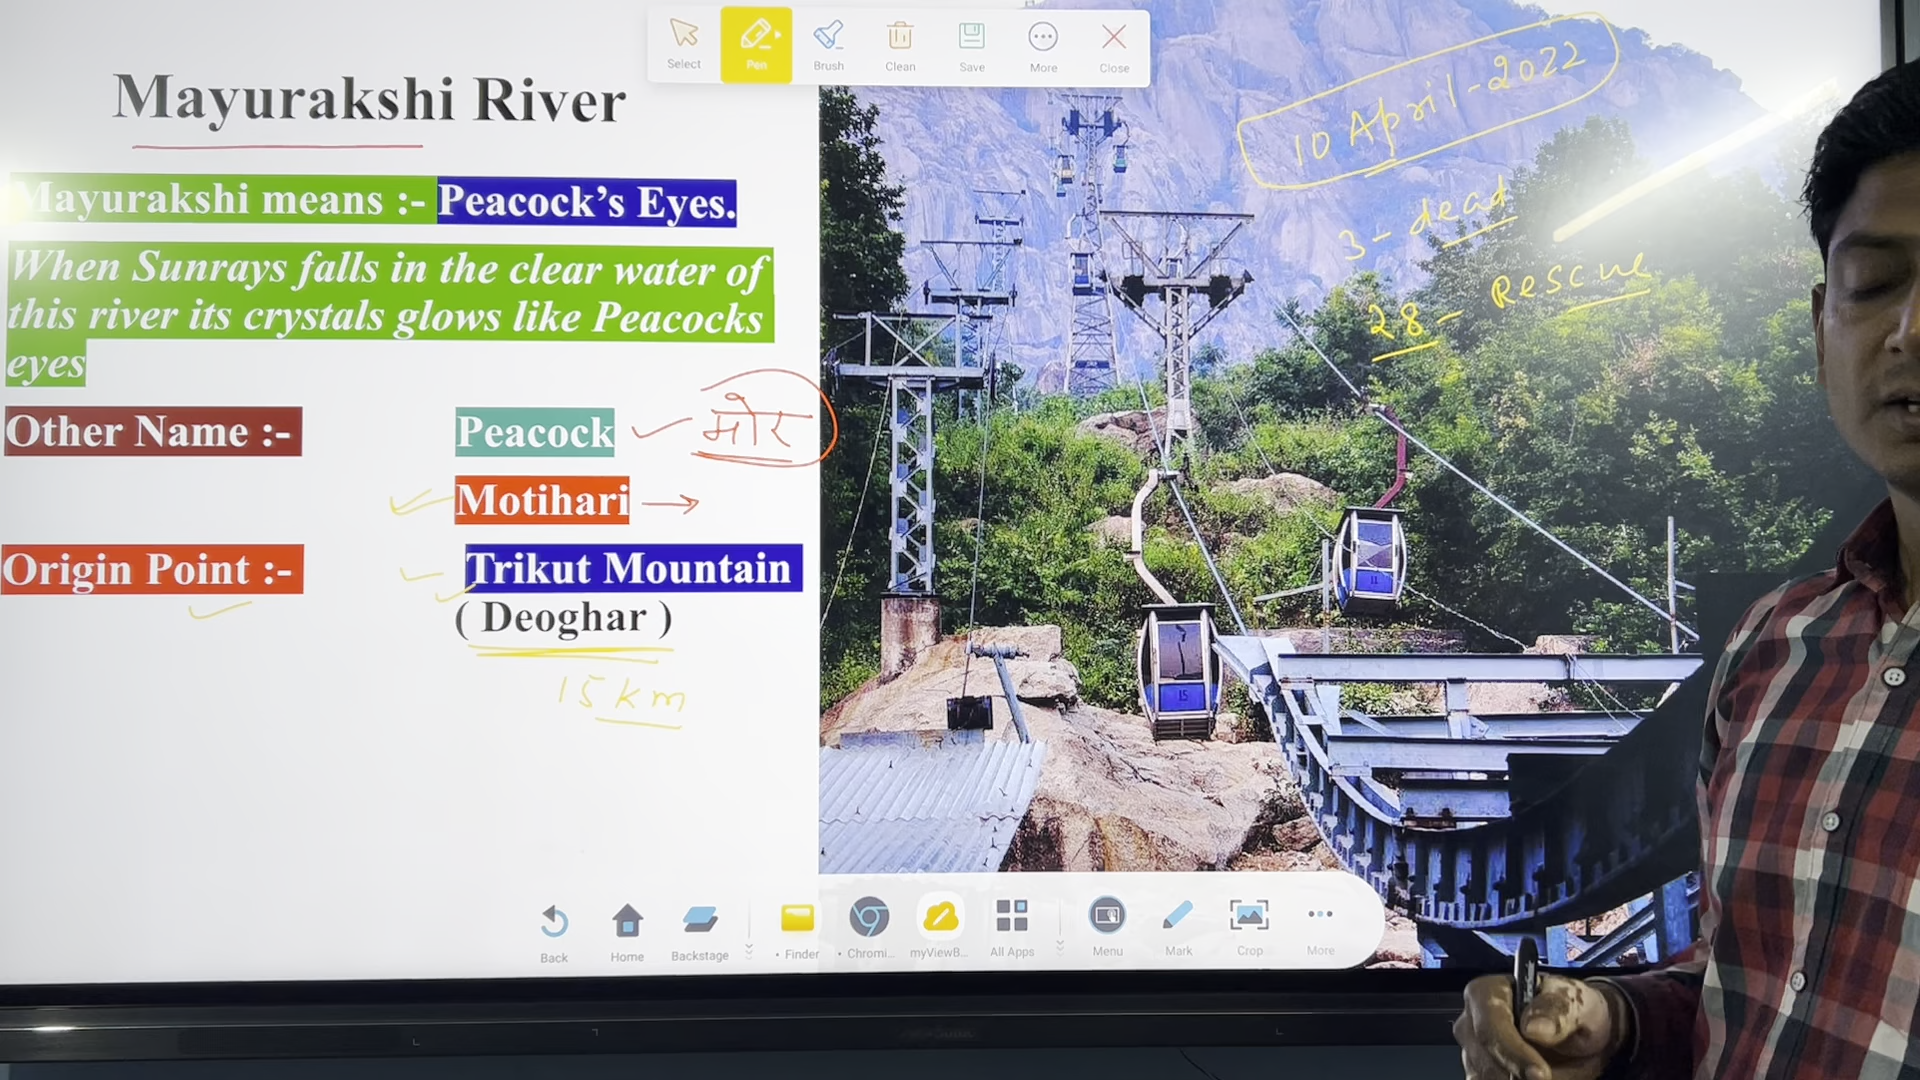 Select Pen Brush Clean Save More Close
Mayurakshi River
Mayurakshi means :- Peacock's Eyes.
When Sunrays falls in the clear water of
this river its crystals glows like Peacocks
eyes
Other Name :- Peacock मोर
Motihari
Origin Point :- Trikut Mountain
( Deoghar )
15 km
10 April-2022
3- dead
28- Rescue
11
15
Back Home Backstage • Finder • Chromi... myViewB... All Apps Menu Mark Crop More